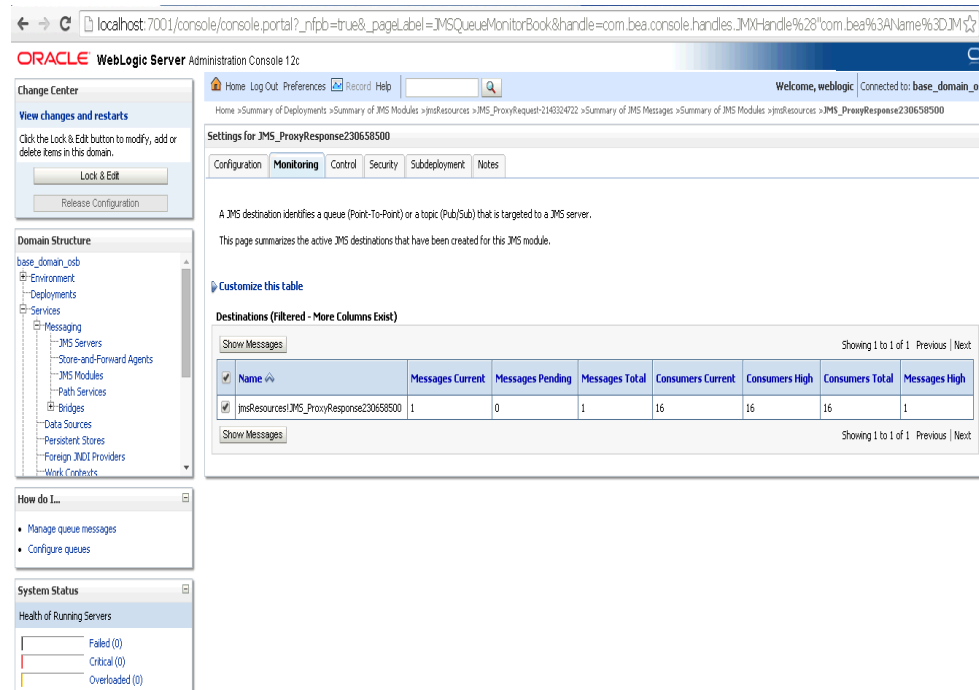 localhost:7001/console/console.portal?_nfpb=true&_pageLabel=JMSQueueMonitorBook&handle=com.bea.console.handles.JMXHandle%28"com.bea%3AName%3DJM
ORACLE WebLogic Server Administration Console 12c
Change Center
View changes and restarts
Click the Lock & Edit button to modify, add or
delete items in this domain.
Lock & Edit
Release Configuration
Domain Structure
base_domain_osb
Environment
Deployments
Services
Messaging
JMS Servers
Store-and-Forward Agents
JMS Modules
Path Services
Bridges
Data Sources
Persistent Stores
Foreign JNDI Providers
Work Contexts
How do I...
Manage queue messages
Configure queues
System Status
Health of Running Servers
Failed (0)
Critical (0)
Overloaded (0)
Home Log Out Preferences Record Help
Welcome, weblogic Connected to: base_domain_o
Home >Summary of Deployments >Summary of JMS Modules >jmsResources >JMS_ProxyRequest-2143324722 >Summary of JMS Messages >Summary of JMS Modules >jmsResources >JMS_ProxyResponse230658500
Settings for JMS_ProxyResponse230658500
Configuration Monitoring Control Security Subdeployment Notes
A JMS destination identifies a queue (Point-To-Point) or a topic (Pub/Sub) that is targeted to a JMS server.
This page summarizes the active JMS destinations that have been created for this JMS module.
Customize this table
Destinations (Filtered - More Columns Exist)
Show Messages Showing 1 to 1 of 1 Previous | Next
Name Messages Current Messages Pending Messages Total Consumers Current Consumers High Consumers Total Messages High
jmsResources!JMS_ProxyResponse230658500 1 0 1 16 16 16 1
Show Messages Showing 1 to 1 of 1 Previous | Next